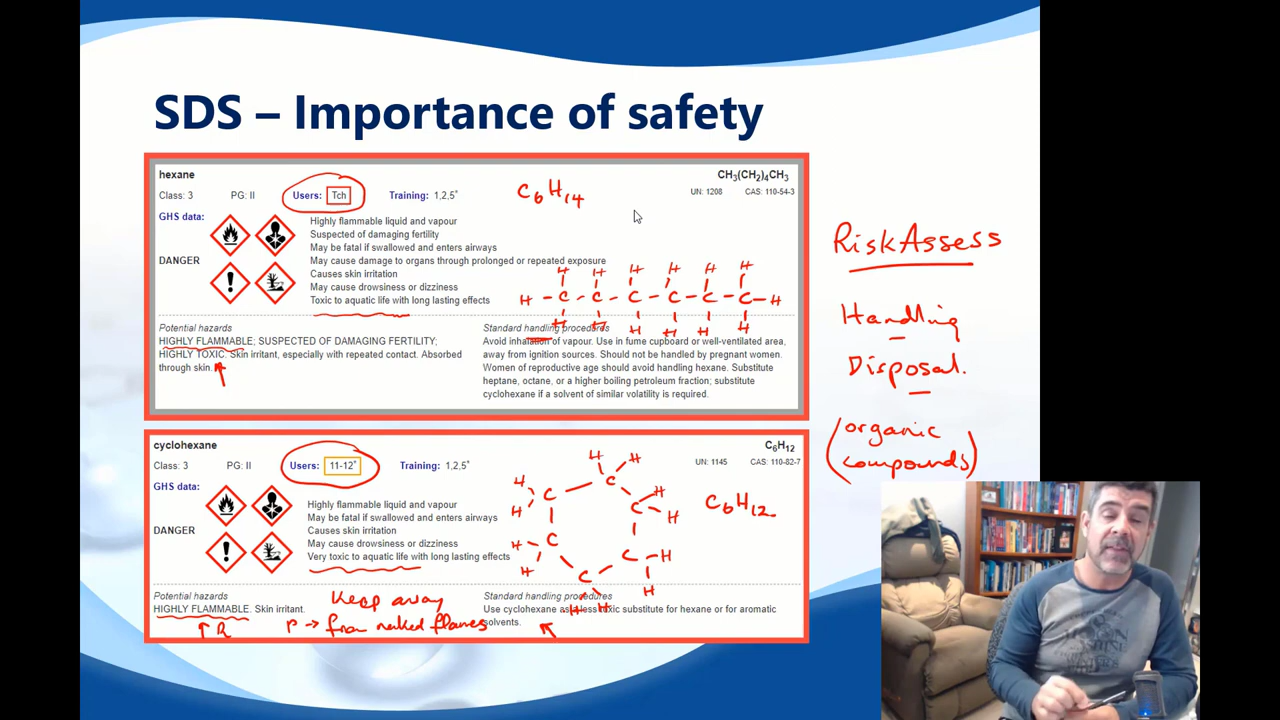 SDS – Importance of safety
hexane
CH₃(CH₂)₄CH₃
Class: 3 PG: II Users: Tch Training: 1,2,5*
UN: 1208 CAS: 110-54-3
C₆H₁₄
GHS data:
DANGER
Highly flammable liquid and vapour
Suspected of damaging fertility
May be fatal if swallowed and enters airways
May cause damage to organs through prolonged or repeated exposure
Causes skin irritation
May cause drowsiness or dizziness
Toxic to aquatic life with long lasting effects
H H H H H H
H – C – C – C – C – C – C – H
H H H H H H
Potential hazards
HIGHLY FLAMMABLE; SUSPECTED OF DAMAGING FERTILITY;
HIGHLY TOXIC. Skin irritant, especially with repeated contact. Absorbed
through skin.
Standard handling procedures
Avoid inhalation of vapour. Use in fume cupboard or well-ventilated area,
away from ignition sources. Should not be handled by pregnant women.
Women of reproductive age should avoid handling hexane. Substitute
heptane, octane, or a higher boiling petroleum fraction; substitute
cyclohexane if a solvent of similar volatility is required.
cyclohexane
C₆H₁₂
Class: 3 PG: II Users: 11-12* Training: 1,2,5*
UN: 1145 CAS: 110-82-7
GHS data:
DANGER
Highly flammable liquid and vapour
May be fatal if swallowed and enters airways
Causes skin irritation
May cause drowsiness or dizziness
Very toxic to aquatic life with long lasting effects
H H
H C H
H C C H
H C C H
H C H
H H
C₆H₁₂
Potential hazards
HIGHLY FLAMMABLE. Skin irritant.
R
Keep away
P → from naked flames
Standard handling procedures
Use cyclohexane as less toxic substitute for hexane or for aromatic
solvents.
RiskAssess
Handling
Disposal.
(organic
compounds)